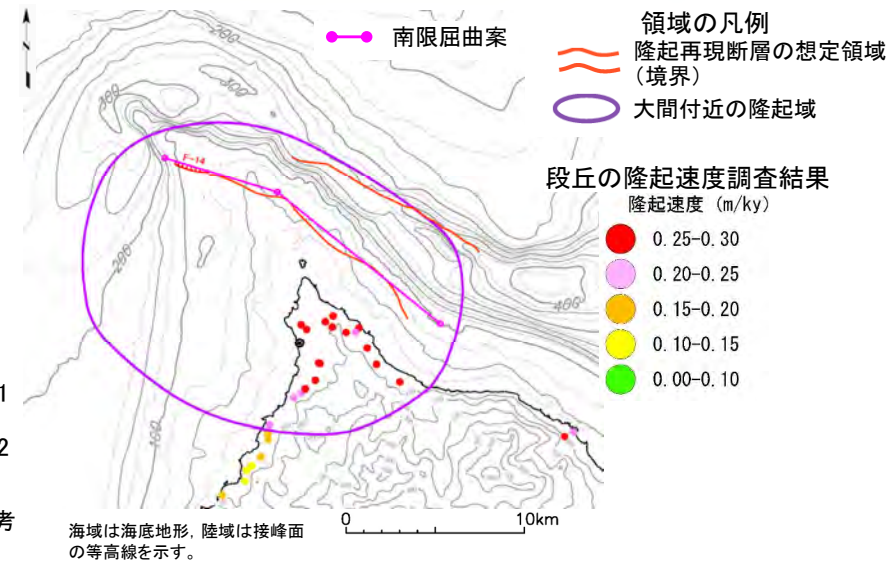 南限屈曲案
領域の凡例
隆起再現断層の想定領域
（境界）
大間付近の隆起域
段丘の隆起速度調査結果
隆起速度 (m/ky)
0.25-0.30
0.20-0.25
0.15-0.20
0.10-0.15
0.00-0.10
200
300
300
F-14
200
400
100
1
2
考
0
10km
海域は海底地形，陸域は接峰面
の等高線を示す。